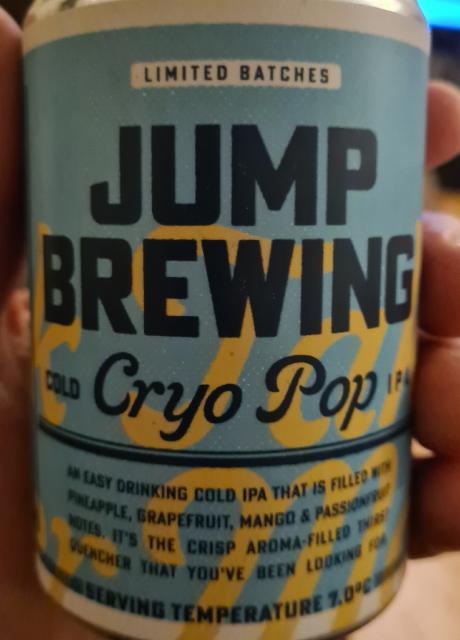 LIMITED BATCHES
JUMP
BREWING
COLD Cryo Pop IPA
AN EASY DRINKING COLD IPA THAT IS FILLED WITH
PINEAPPLE, GRAPEFRUIT, MANGO & PASSIONFRUIT
NOTES. IT'S THE CRISP AROMA-FILLED THIRST
QUENCHER THAT YOU'VE BEEN LOOKING FOR.
SERVING TEMPERATURE 7.0°C